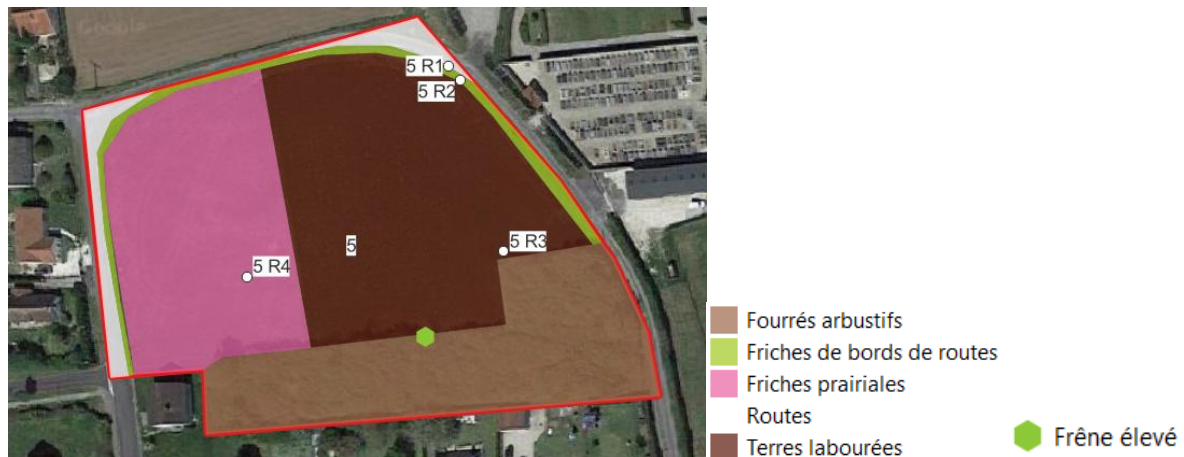 Google
5 R1
5 R2
5 R3
5
5 R4
Fourrés arbustifs
Friches de bords de routes
Friches prairiales
Routes
Terres labourées
Frêne élevé